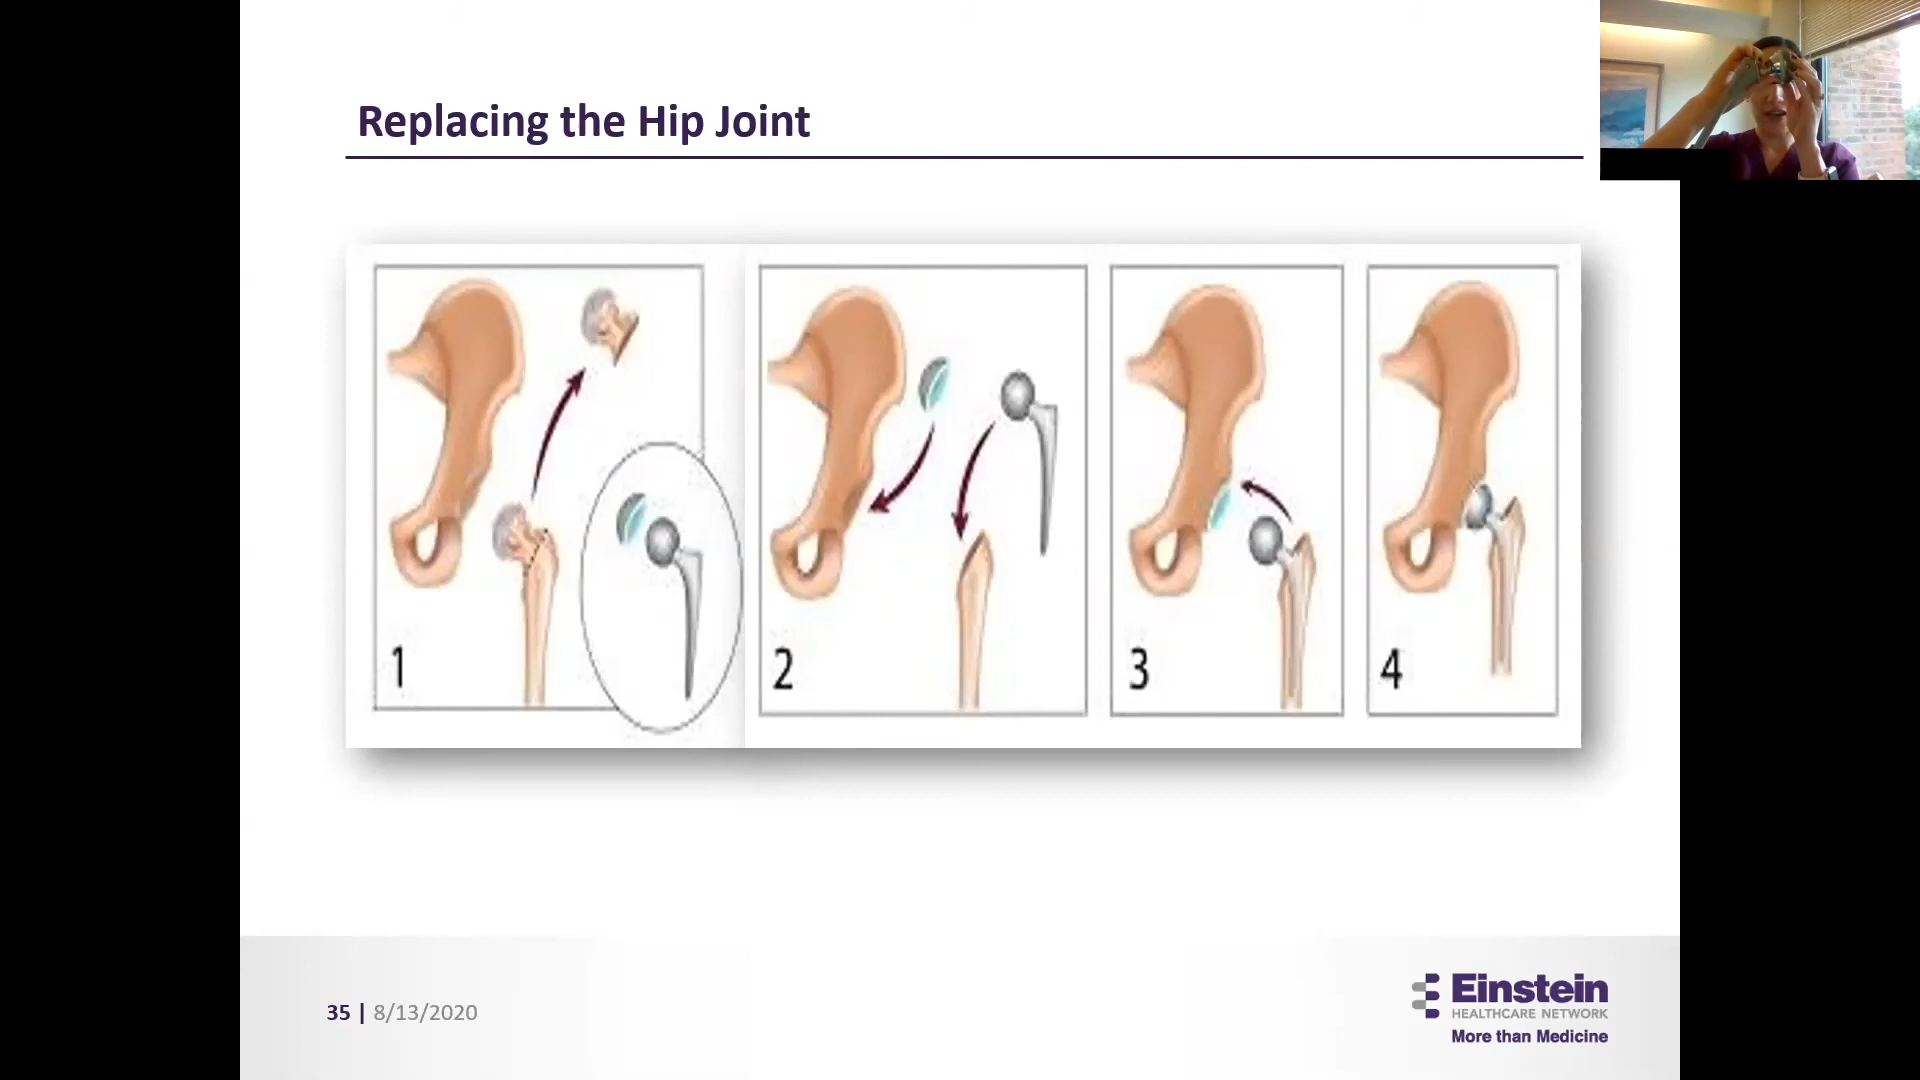 Replacing the Hip Joint
1
2
3
4
35 | 8/13/2020
Einstein
HEALTHCARE NETWORK
More than Medicine